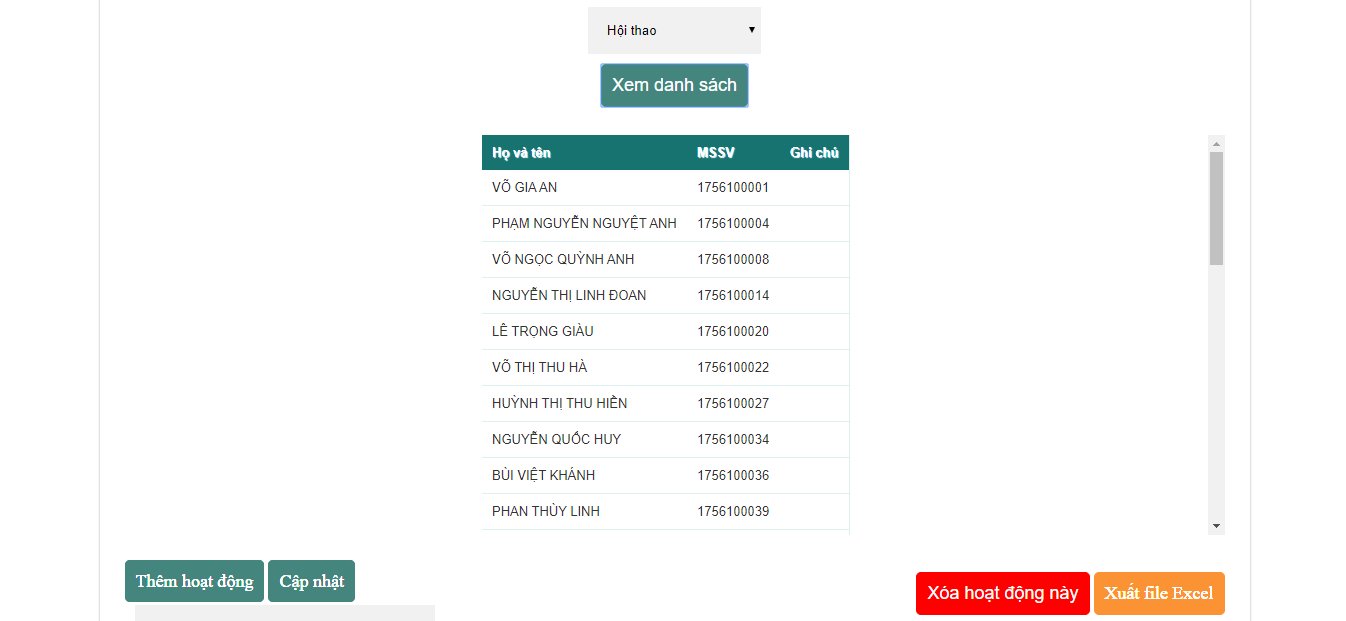 Hội thao
Xem danh sách
Họ và tên MSSV Ghi chú
VÕ GIA AN 1756100001
PHẠM NGUYỄN NGUYỆT ANH 1756100004
VÕ NGỌC QUỲNH ANH 1756100008
NGUYỄN THỊ LINH ĐOAN 1756100014
LÊ TRỌNG GIÀU 1756100020
VÕ THỊ THU HÀ 1756100022
HUỲNH THỊ THU HIỀN 1756100027
NGUYỄN QUỐC HUY 1756100034
BÙI VIỆT KHÁNH 1756100036
PHAN THÙY LINH 1756100039
Thêm hoạt động Cập nhật
Xóa hoạt động này Xuất file Excel